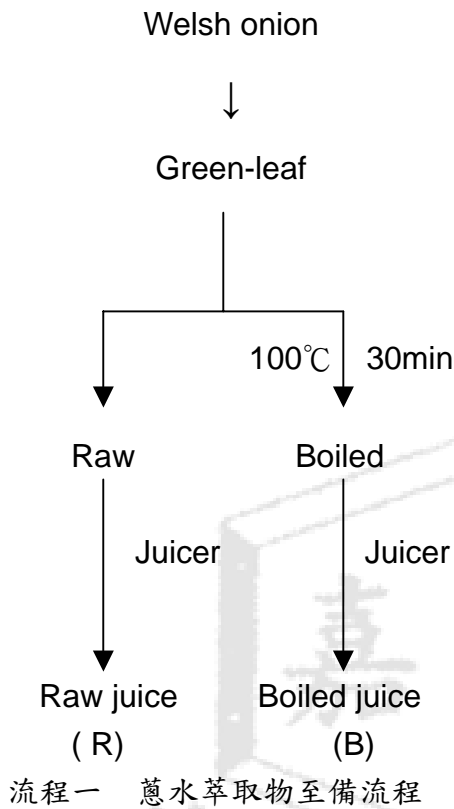 Welsh onion
↓
Green-leaf
100℃ 30min
Raw Boiled
Juicer Juicer
Raw juice Boiled juice
( R) (B)
嘉
流程一 蔥水萃取物至備流程